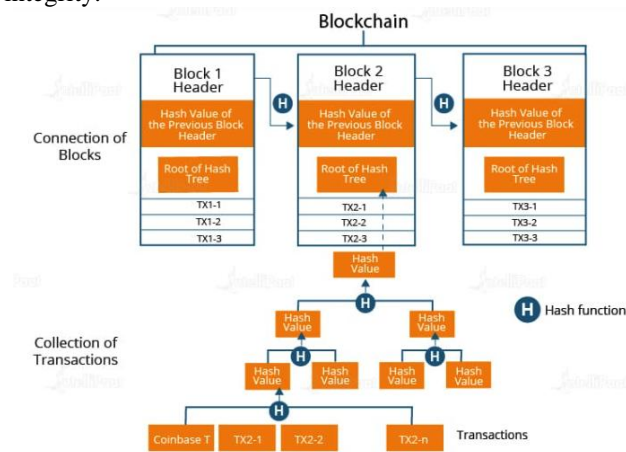 integrity.
Blockchain
Block 1
Header
Hash Value of
the Previous Block
Header
Root of Hash
Tree
TX1-1
TX1-2
TX1-3
H
Block 2
Header
Hash Value of
the Previous Block
Header
Root of Hash
Tree
TX2-1
TX2-2
TX2-3
H
Block 3
Header
Hash Value of
the Previous Block
Header
Root of Hash
Tree
TX3-1
TX3-2
TX3-3
Connection of
Blocks
Hash
Value
H
H Hash function
Hash
Value
Hash
Value
Collection of
Transactions
H
H
Hash
Value
Hash
Value
Hash
Value
Hash
Value
H
Coinbase T
TX2-1
TX2-2
TX2-n
Transactions